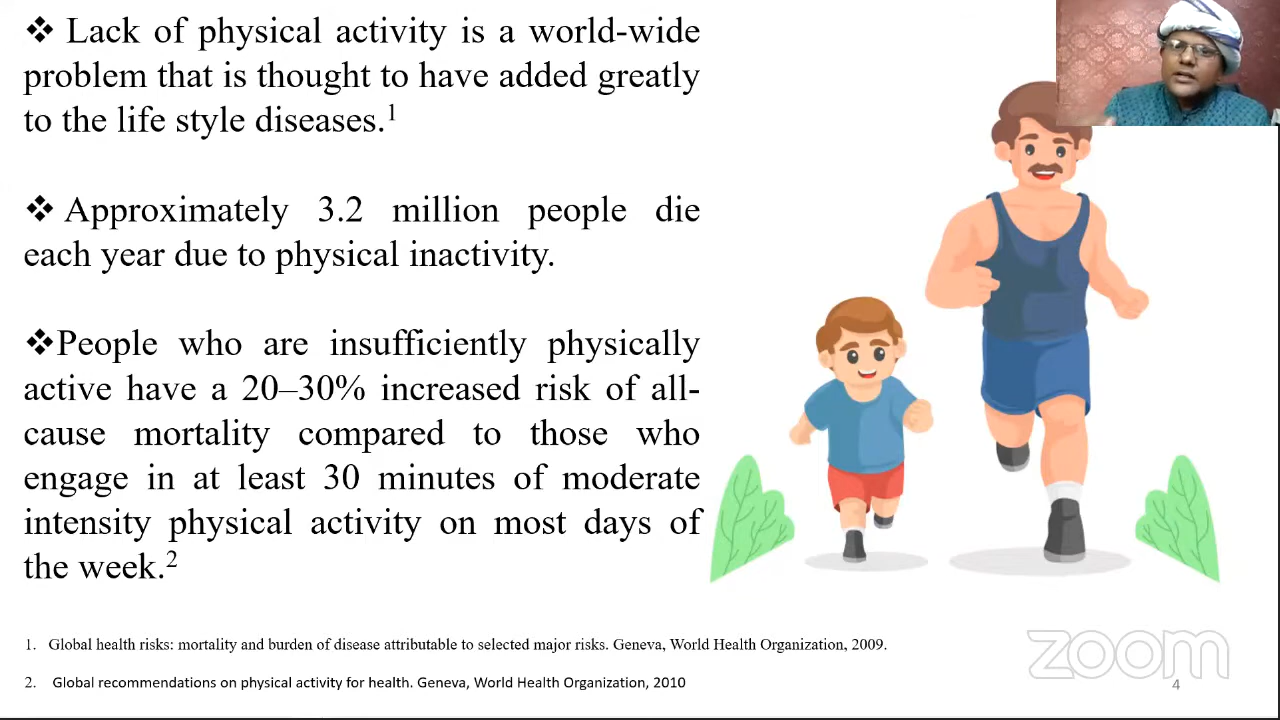 ❖ Lack of physical activity is a world-wide
problem that is thought to have added greatly
to the life style diseases.¹
❖ Approximately 3.2 million people die
each year due to physical inactivity.
❖People who are insufficiently physically
active have a 20–30% increased risk of all-
cause mortality compared to those who
engage in at least 30 minutes of moderate
intensity physical activity on most days of
the week.²
1. Global health risks: mortality and burden of disease attributable to selected major risks. Geneva, World Health Organization, 2009.
2. Global recommendations on physical activity for health. Geneva, World Health Organization, 2010
zoom
4